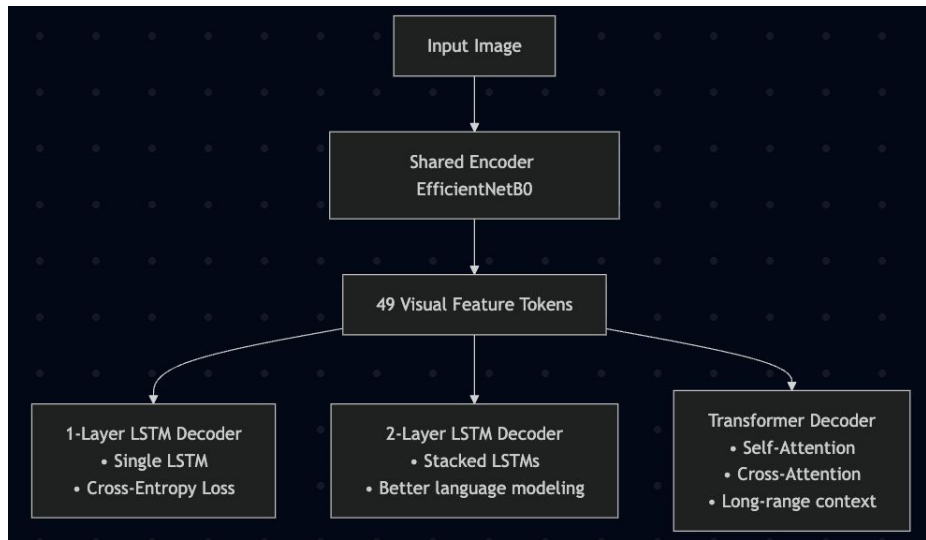 Input Image
Shared Encoder
EfficientNetB0
49 Visual Feature Tokens
1-Layer LSTM Decoder
• Single LSTM
• Cross-Entropy Loss
2-Layer LSTM Decoder
• Stacked LSTMs
• Better language modeling
Transformer Decoder
• Self-Attention
• Cross-Attention
• Long-range context